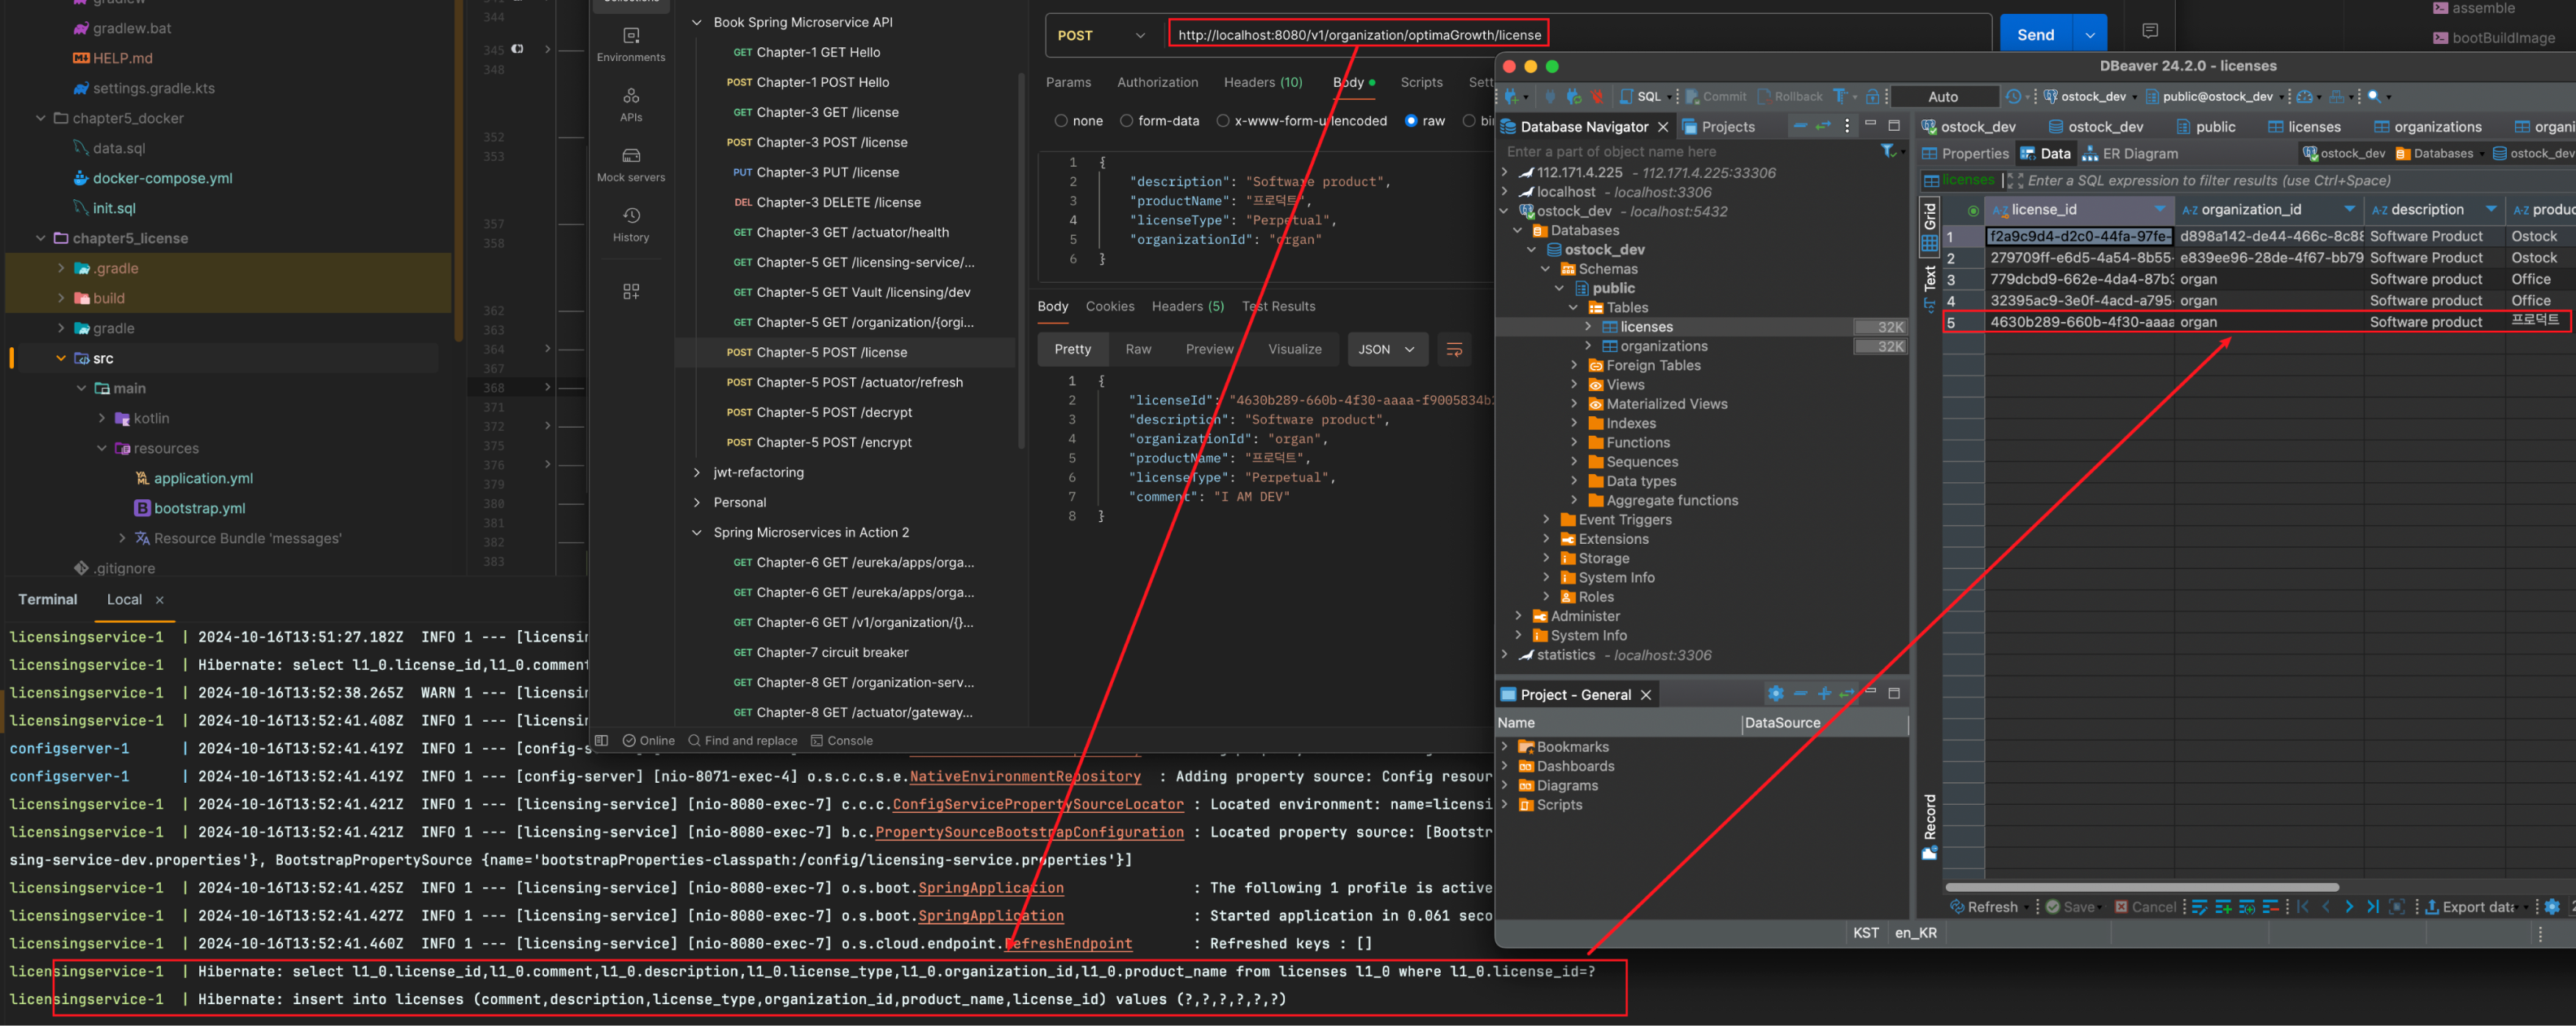 gradlew
gradlew.bat
HELP.md
settings.gradle.kts
chapter5_docker
data.sql
docker-compose.yml
init.sql
chapter5_license
.gradle
build
gradle
src
main
kotlin
resources
application.yml
bootstrap.yml
Resource Bundle 'messages'
.gitignore
344
345
348
352
353
357
358
362
363
364
367
368
371
372
375
376
379
380
381
382
383
Collections
Environments
APIs
Mock servers
History
Book Spring Microservice API
GET Chapter-1 GET Hello
POST Chapter-1 POST Hello
GET Chapter-3 GET /license
POST Chapter-3 POST /license
PUT Chapter-3 PUT /license
DEL Chapter-3 DELETE /license
GET Chapter-3 GET /actuator/health
GET Chapter-5 GET /licensing-service/...
GET Chapter-5 GET Vault /licensing/dev
GET Chapter-5 GET /organization/{orgi...
POST Chapter-5 POST /license
POST Chapter-5 POST /actuator/refresh
POST Chapter-5 POST /decrypt
POST Chapter-5 POST /encrypt
jwt-refactoring
Personal
Spring Microservices in Action 2
GET Chapter-6 GET /eureka/apps/orga...
GET Chapter-6 GET /eureka/apps/orga...
GET Chapter-6 GET /v1/organization/{}...
GET Chapter-7 circuit breaker
GET Chapter-8 GET /organization-serv...
GET Chapter-8 GET /actuator/gateway...
Online Find and replace Console
POST http://localhost:8080/v1/organization/optimaGrowth/license Send
Params Authorization Headers (10) Body Scripts Sett
none form-data x-www-form-urlencoded raw bi
1 {
2 "description": "Software product",
3 "productName": "프로덕트",
4 "licenseType": "Perpetual",
5 "organizationId": "organ"
6 }
Body Cookies Headers (5) Test Results
Pretty Raw Preview Visualize JSON
1 {
2 "licenseId": "4630b289-660b-4f30-aaaa-f9005834b
3 "description": "Software product",
4 "organizationId": "organ",
5 "productName": "프로덕트",
6 "licenseType": "Perpetual",
7 "comment": "I AM DEV"
8 }
assemble
bootBuildImage
DBeaver 24.2.0 - licenses
SQL Commit Rollback Auto ostock_dev public@ostock_dev
Database Navigator Projects
Enter a part of object name here
112.171.4.225 - 112.171.4.225:33306
localhost - localhost:3306
ostock_dev - localhost:5432
Databases
ostock_dev
Schemas
public
Tables
licenses 32K
organizations 32K
Foreign Tables
Views
Materialized Views
Indexes
Functions
Sequences
Data types
Aggregate functions
Event Triggers
Extensions
Storage
System Info
Roles
Administer
System Info
statistics - localhost:3306
Project - General
Name DataSource
Bookmarks
Dashboards
Diagrams
Scripts
ostock_dev ostock_dev public licenses organizations organi
Properties Data ER Diagram ostock_dev Databases ostock_dev
licenses Enter a SQL expression to filter results (use Ctrl+Space)
Grid
Text
Record
A-Z license_id A-Z organization_id A-Z description A-Z produc
1 f2a9c9d4-d2c0-44fa-97fe- d898a142-de44-466c-8c88 Software Product Ostock
2 279709ff-e6d5-4a54-8b55- e839ee96-28de-4f67-bb79 Software Product Ostock
3 779dcbd9-662e-4da4-87b3 organ Software product Office
4 32395ac9-3e0f-4acd-a795- organ Software product Office
5 4630b289-660b-4f30-aaaa organ Software product 프로덕트
Refresh Save Cancel Export data
KST en_KR
Terminal Local
licensingservice-1 | 2024-10-16T13:51:27.182Z INFO 1 --- [licensin
licensingservice-1 | Hibernate: select l1_0.license_id,l1_0.comment
licensingservice-1 | 2024-10-16T13:52:38.265Z WARN 1 --- [licensin
licensingservice-1 | 2024-10-16T13:52:41.408Z INFO 1 --- [licensin
configserver-1 | 2024-10-16T13:52:41.419Z INFO 1 --- [config-s
configserver-1 | 2024-10-16T13:52:41.419Z INFO 1 --- [config-server] [nio-8071-exec-4] o.s.c.c.s.e.NativeEnvironmentRepository : Adding property source: Config resour
licensingservice-1 | 2024-10-16T13:52:41.421Z INFO 1 --- [licensing-service] [nio-8080-exec-7] c.c.c.ConfigServicePropertySourceLocator : Located environment: name=licensi
licensingservice-1 | 2024-10-16T13:52:41.421Z INFO 1 --- [licensing-service] [nio-8080-exec-7] b.c.PropertySourceBootstrapConfiguration : Located property source: [Bootstr
sing-service-dev.properties'}, BootstrapPropertySource {name='bootstrapProperties-classpath:/config/licensing-service.properties'}]
licensingservice-1 | 2024-10-16T13:52:41.425Z INFO 1 --- [licensing-service] [nio-8080-exec-7] o.s.boot.SpringApplication : The following 1 profile is active
licensingservice-1 | 2024-10-16T13:52:41.427Z INFO 1 --- [licensing-service] [nio-8080-exec-7] o.s.boot.SpringApplication : Started application in 0.061 seco
licensingservice-1 | 2024-10-16T13:52:41.460Z INFO 1 --- [licensing-service] [nio-8080-exec-7] o.s.cloud.endpoint.RefreshEndpoint : Refreshed keys : []
licensingservice-1 | Hibernate: select l1_0.license_id,l1_0.comment,l1_0.description,l1_0.license_type,l1_0.organization_id,l1_0.product_name from licenses l1_0 where l1_0.license_id=?
licensingservice-1 | Hibernate: insert into licenses (comment,description,license_type,organization_id,product_name,license_id) values (?,?,?,?,?,?)